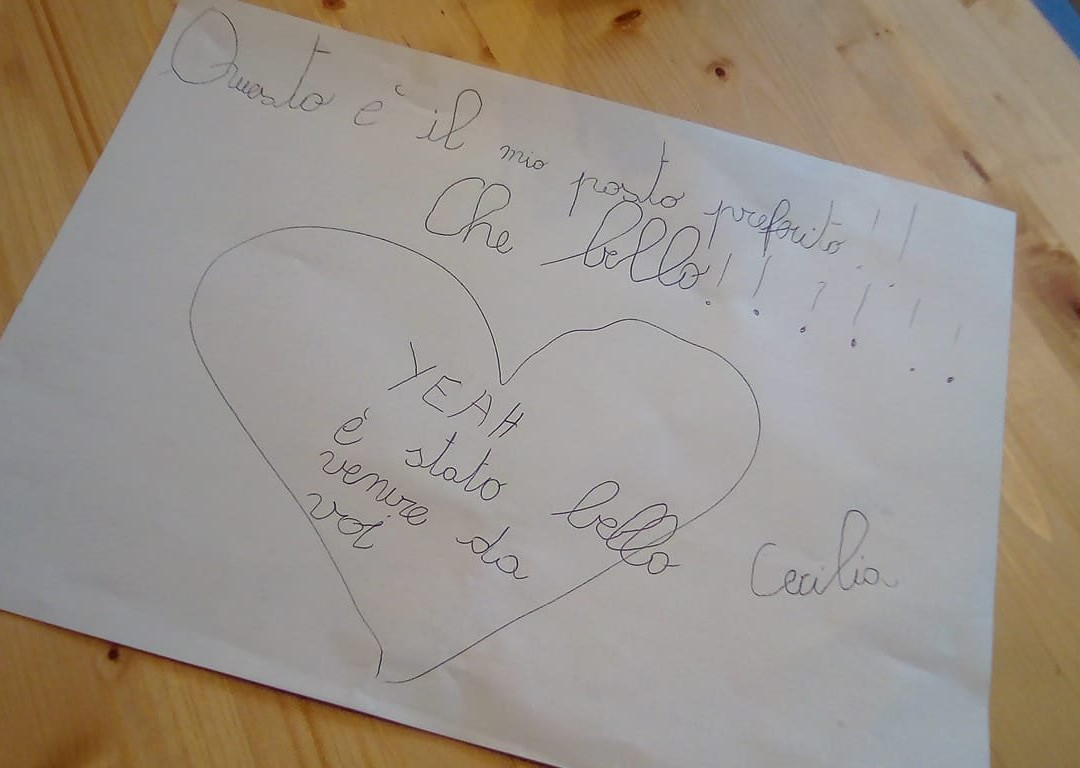 Questo è il mio posto preferito!!
Che bello!!!!!!
YEAH
è stato bello
venire da
voi
Cecilia